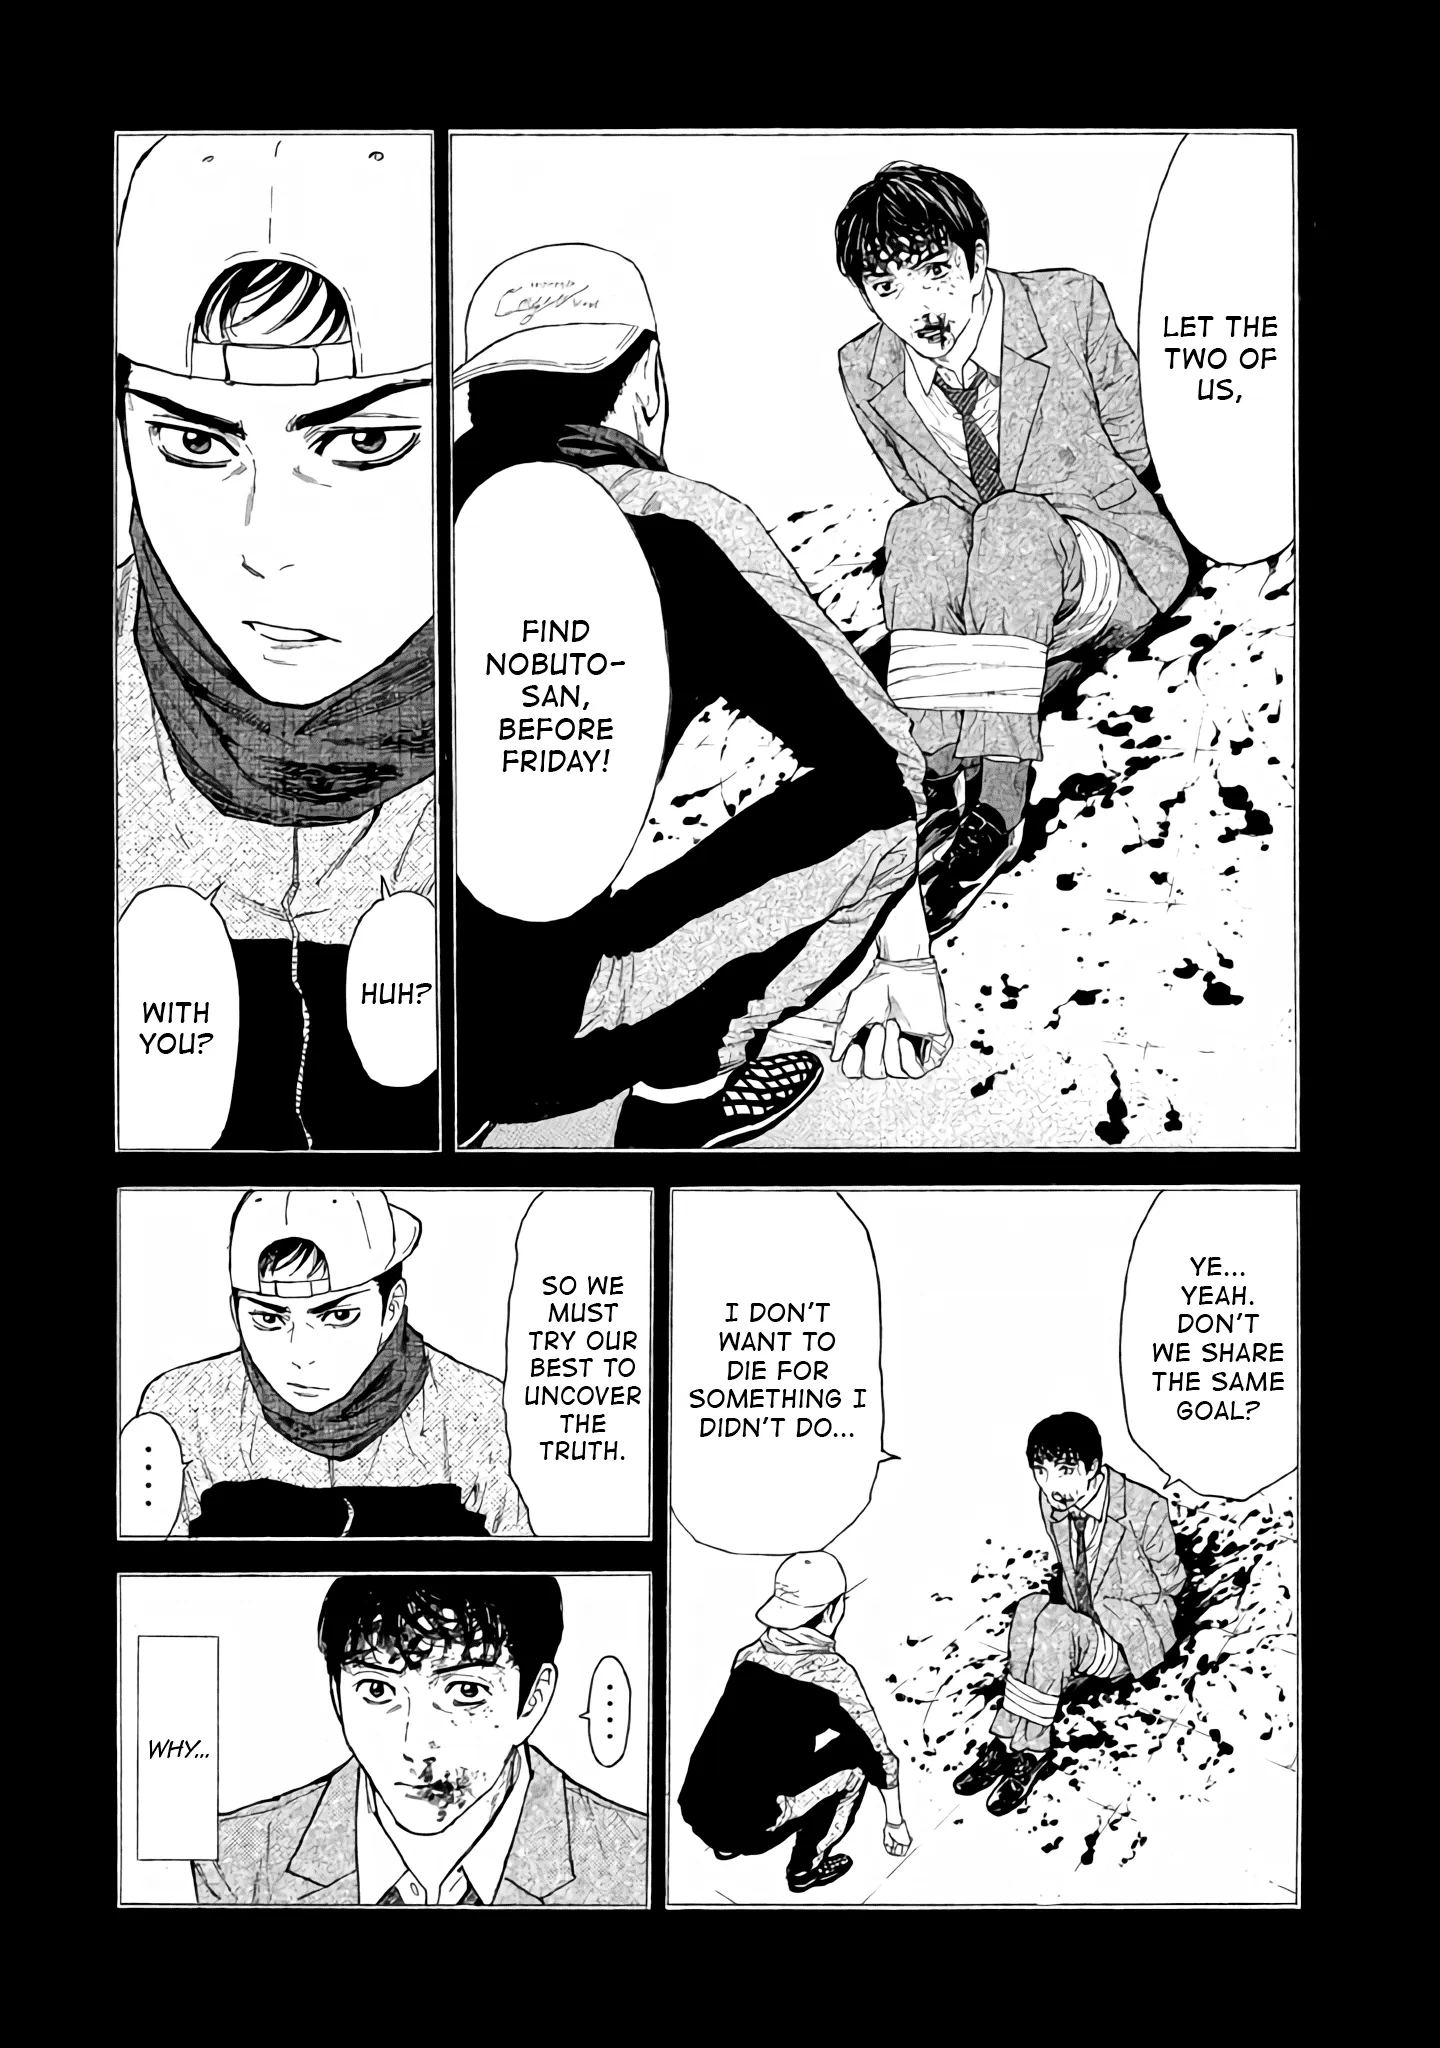 LET THE
TWO OF
US,
FIND
NOBUTO-
SAN,
BEFORE
FRIDAY!
HUH?
WITH
YOU?
YE...
YEAH.
DON'T
WE SHARE
THE SAME
GOAL?
I DON'T
WANT TO
DIE FOR
SOMETHING I
DIDN'T DO...
SO WE
MUST
TRY OUR
BEST TO
UNCOVER
THE
TRUTH.
....
....
WHY...